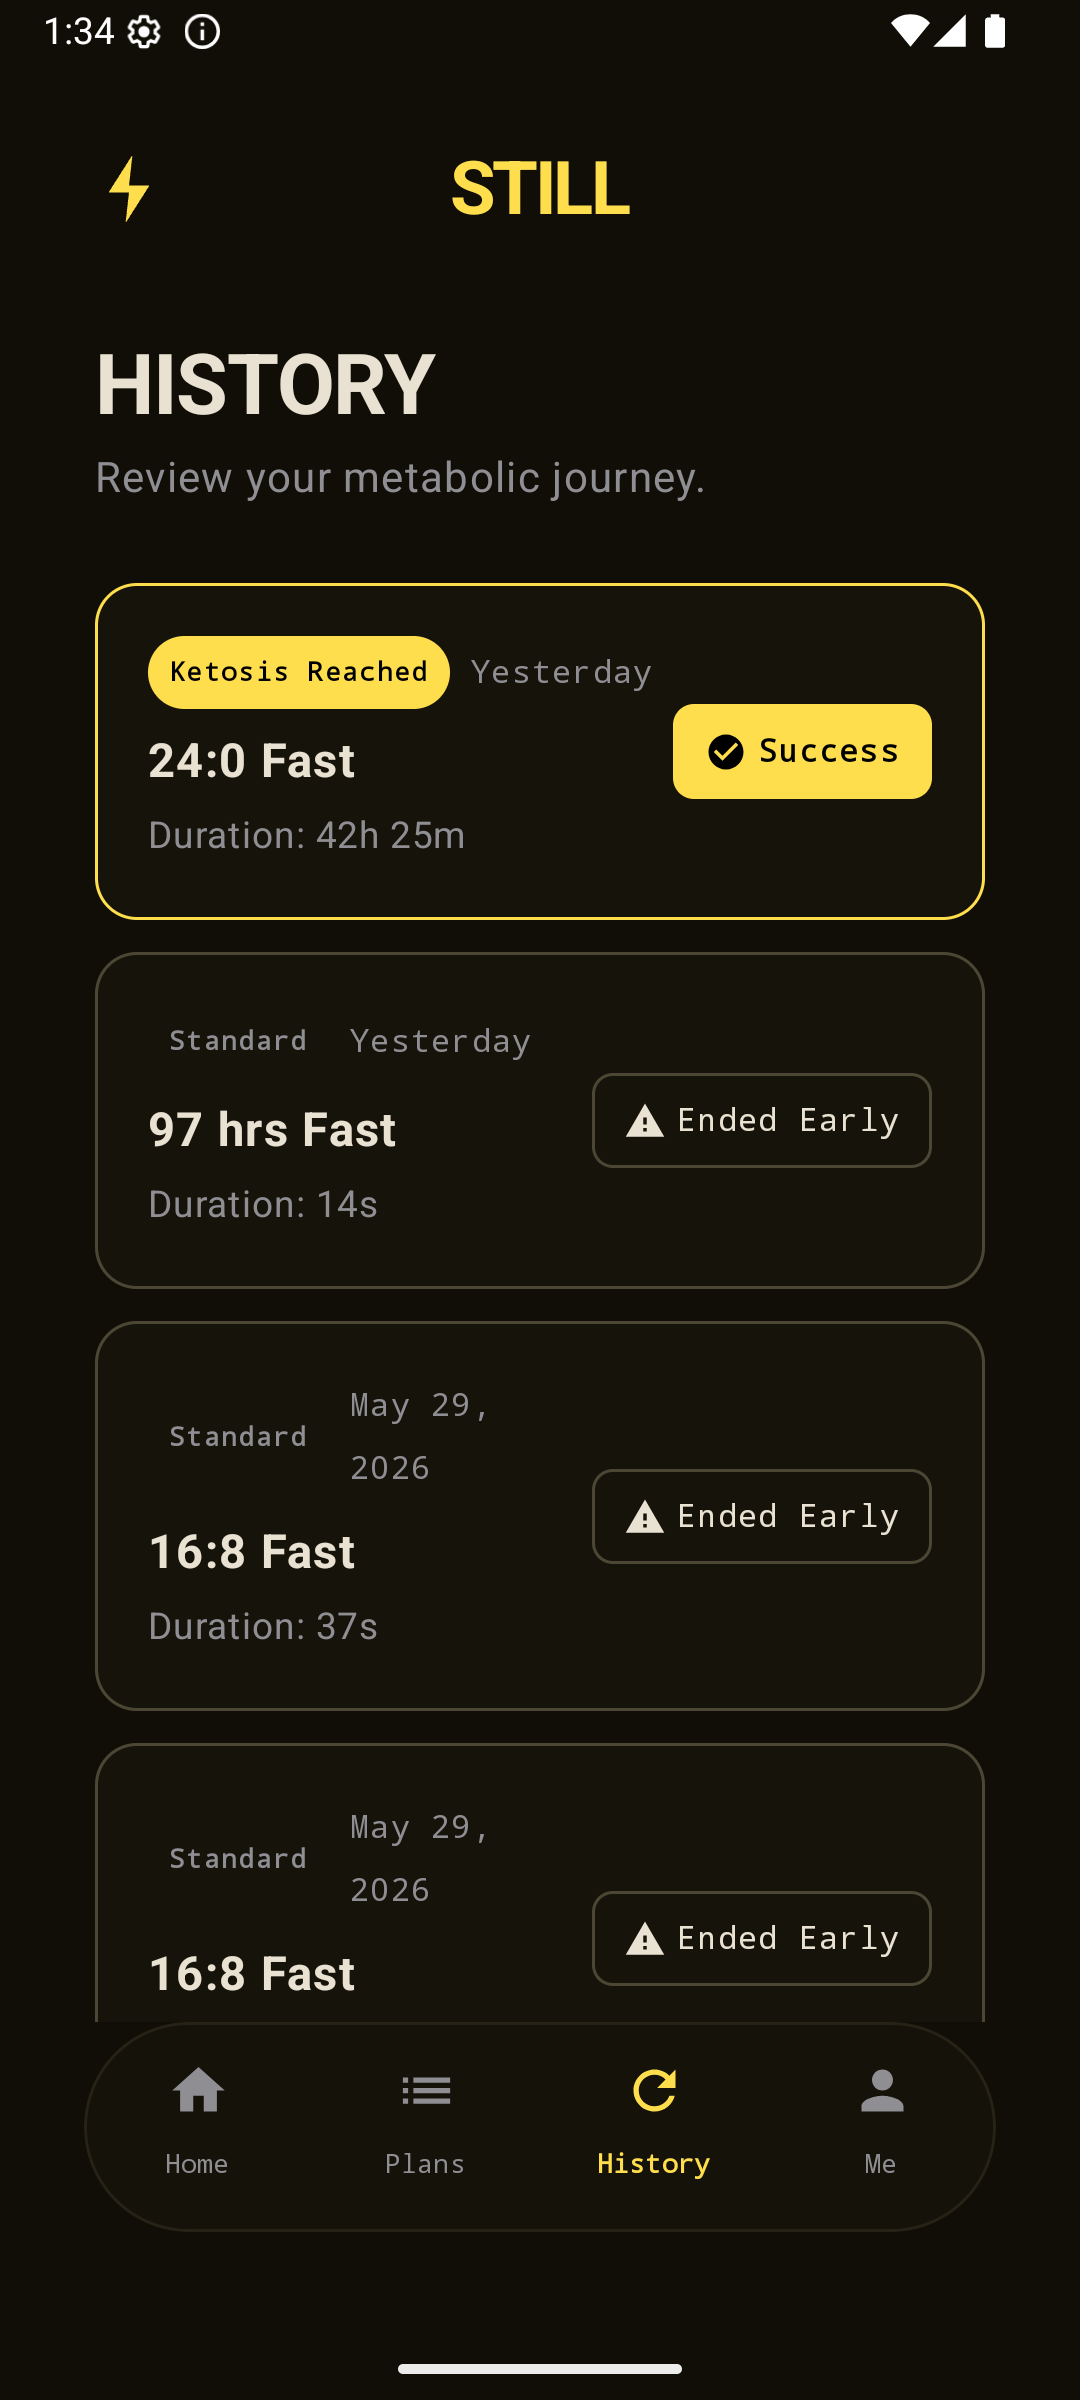 1:34
STILL
HISTORY
Review your metabolic journey.
Ketosis Reached Yesterday
24:0 Fast
Success
Duration: 42h 25m
Standard Yesterday
97 hrs Fast
Ended Early
Duration: 14s
Standard
May 29,
2026
16:8 Fast
Ended Early
Duration: 37s
Standard
May 29,
2026
16:8 Fast
Ended Early
Home Plans History Me